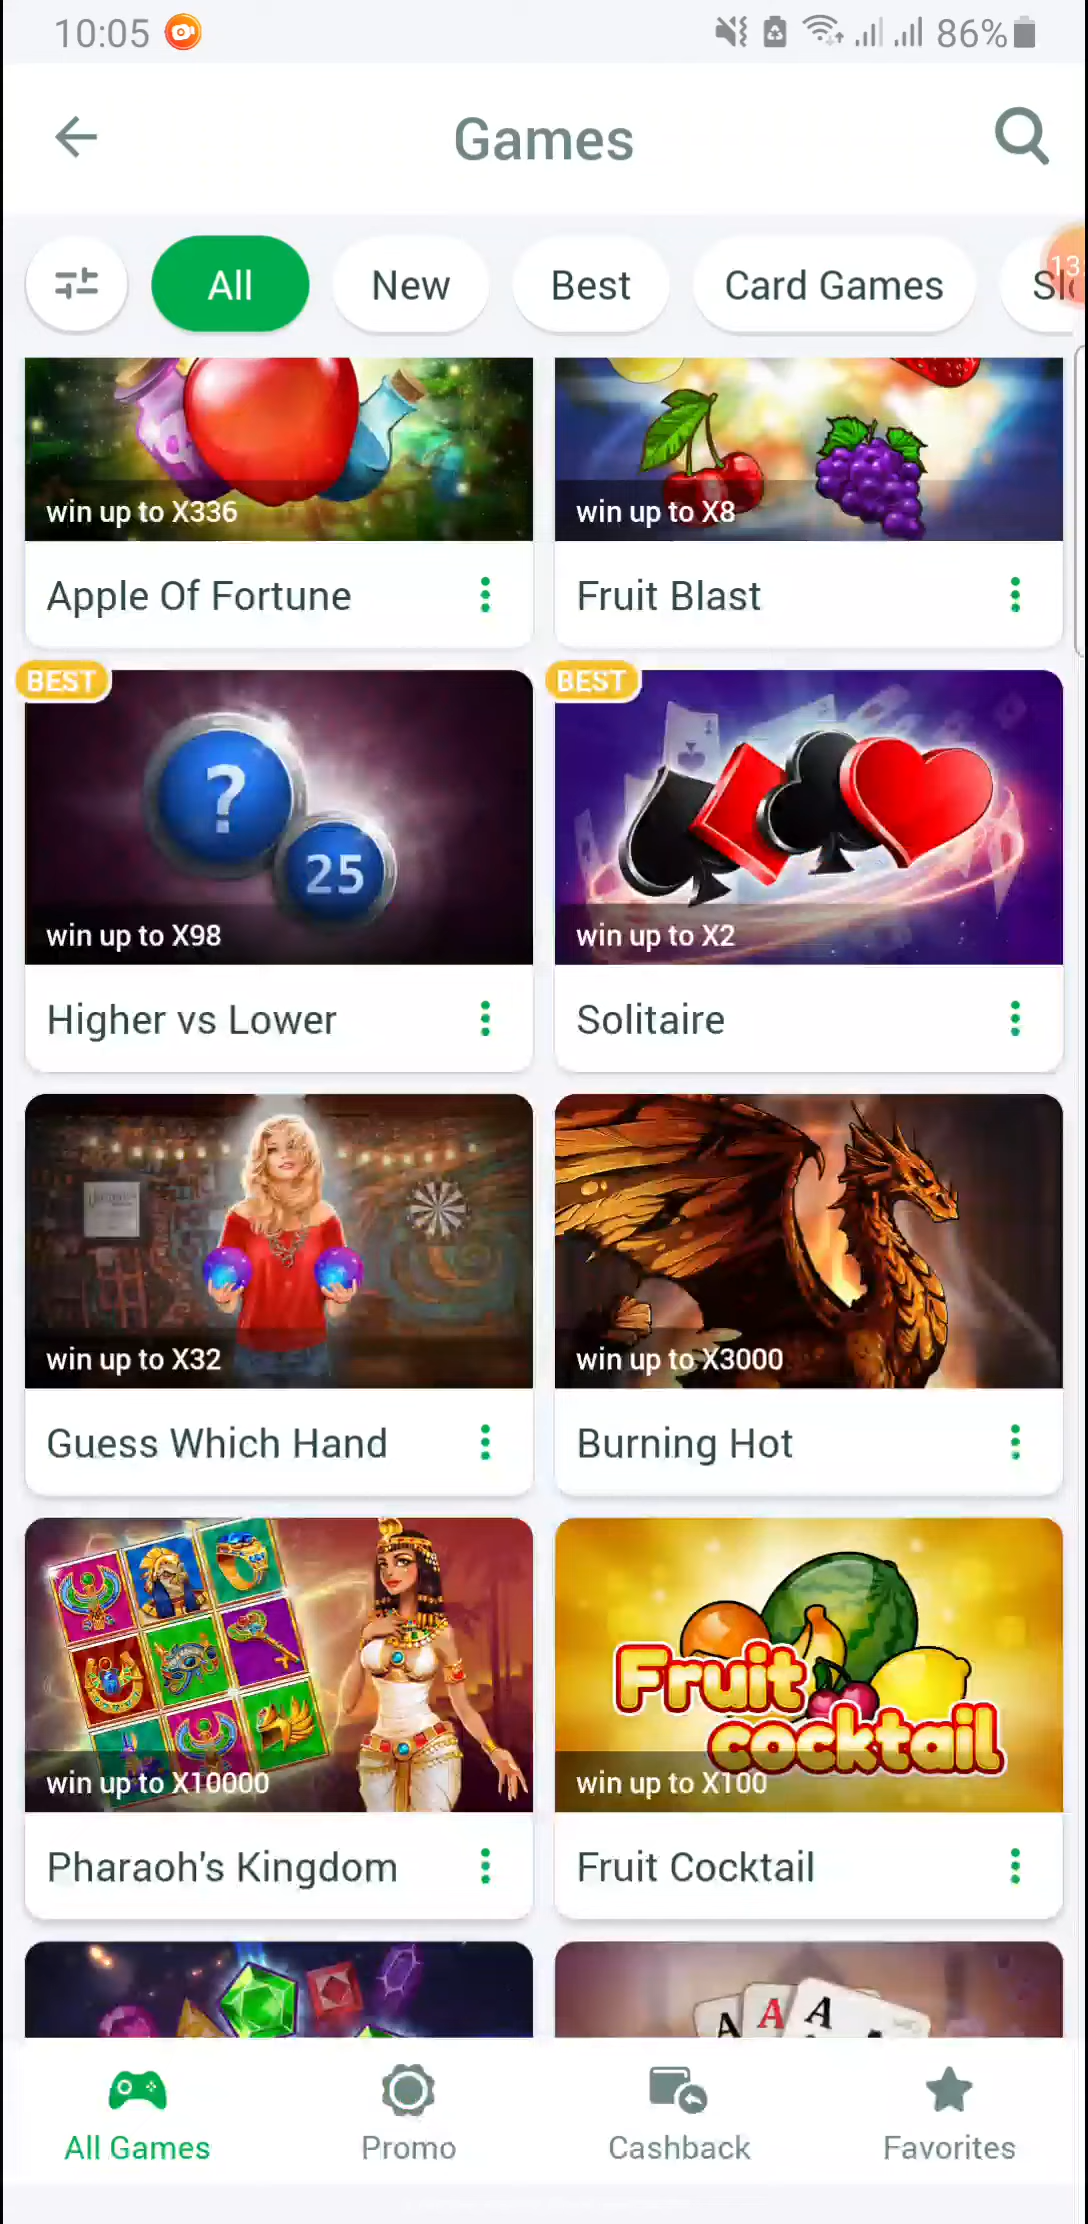 10:05
86%
Games
All
New
Best
Card Games
13
win up to X336
win up to X8
Apple Of Fortune
Fruit Blast
BEST
BEST
?
25
win up to X98
win up to X2
Higher vs Lower
Solitaire
win up to X32
win up to X3000
Guess Which Hand
Burning Hot
Fruit
cocktail
win up to X10000
win up to X100
Pharaoh's Kingdom
Fruit Cocktail
A A A
All Games
Promo
Cashback
Favorites